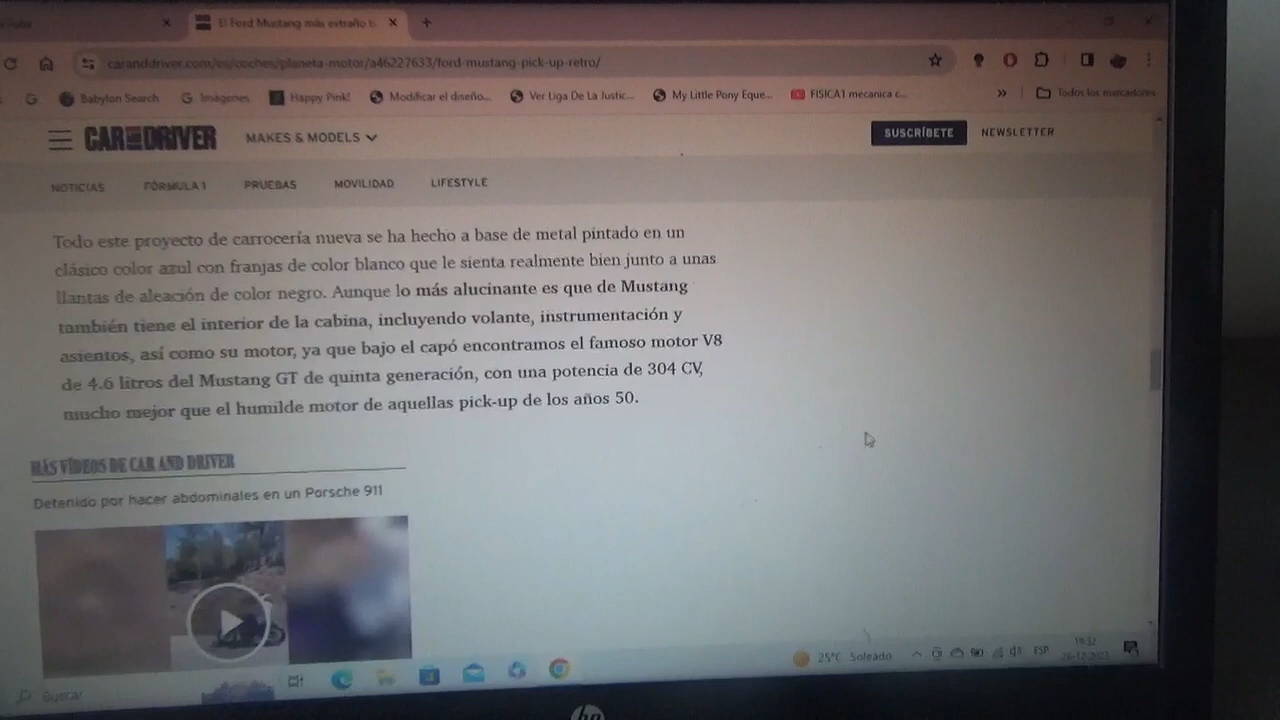 El Ford Mustang más extraño
caranddriver.com/es/coches/planeta-motor/a46227633/ford-mustang-pick-up-retro/
G Babylon Search G Imágenes Happy Pink! Modificar el diseño... Ver Liga De La Justic... My Little Pony Eque... FISICA1 mecanica c... » Todos los marcadores
CAR AND DRIVER MAKES & MODELS SUSCRÍBETE NEWSLETTER
NOTICIAS FÓRMULA 1 PRUEBAS MOVILIDAD LIFESTYLE
Todo este proyecto de carrocería nueva se ha hecho a base de metal pintado en un
clásico color azul con franjas de color blanco que le sienta realmente bien junto a unas
llantas de aleación de color negro. Aunque lo más alucinante es que de Mustang
también tiene el interior de la cabina, incluyendo volante, instrumentación y
asientos, así como su motor, ya que bajo el capó encontramos el famoso motor V8
de 4.6 litros del Mustang GT de quinta generación, con una potencia de 304 CV,
mucho mejor que el humilde motor de aquellas pick-up de los años 50.
MÁS VÍDEOS DE CAR AND DRIVER
Detenido por hacer abdominales en un Porsche 911
Buscar 25°C Soleado ESP 19:32
26-12-2023
hp